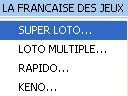 LA FRANCAISE DES JEUX
SUPER LOTO...
LOTO MULTIPLE...
RAPIDO...
KENO...